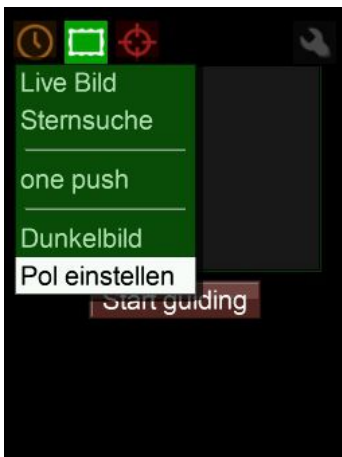 Live Bild
Sternsuche
one push
Dunkelbild
Pol einstellen
Start guiding